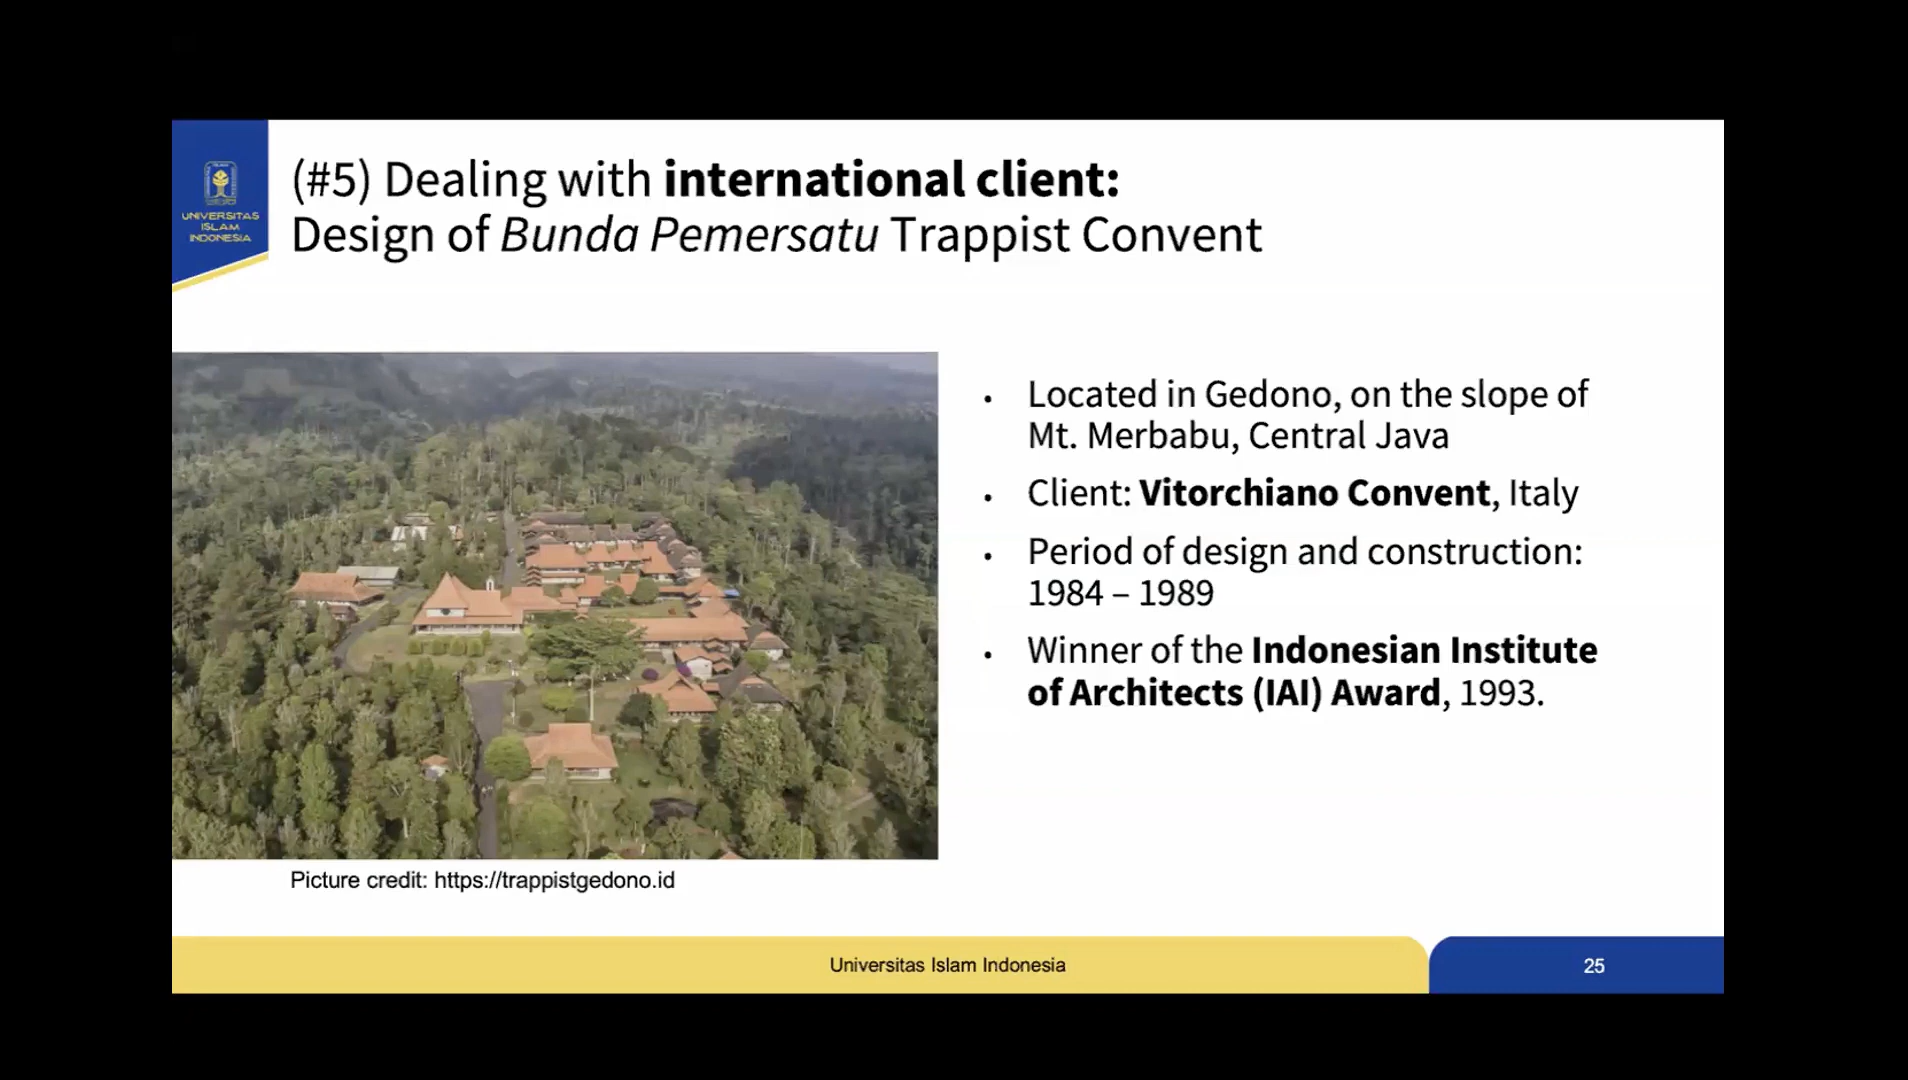 UNIVERSITAS
ISLAM
INDONESIA
(#5) Dealing with international client:
Design of Bunda Pemersatu Trappist Convent
• Located in Gedono, on the slope of
Mt. Merbabu, Central Java
• Client: Vitorchiano Convent, Italy
• Period of design and construction:
1984 – 1989
• Winner of the Indonesian Institute
of Architects (IAI) Award, 1993.
Picture credit: https://trappistgedono.id
Universitas Islam Indonesia
25